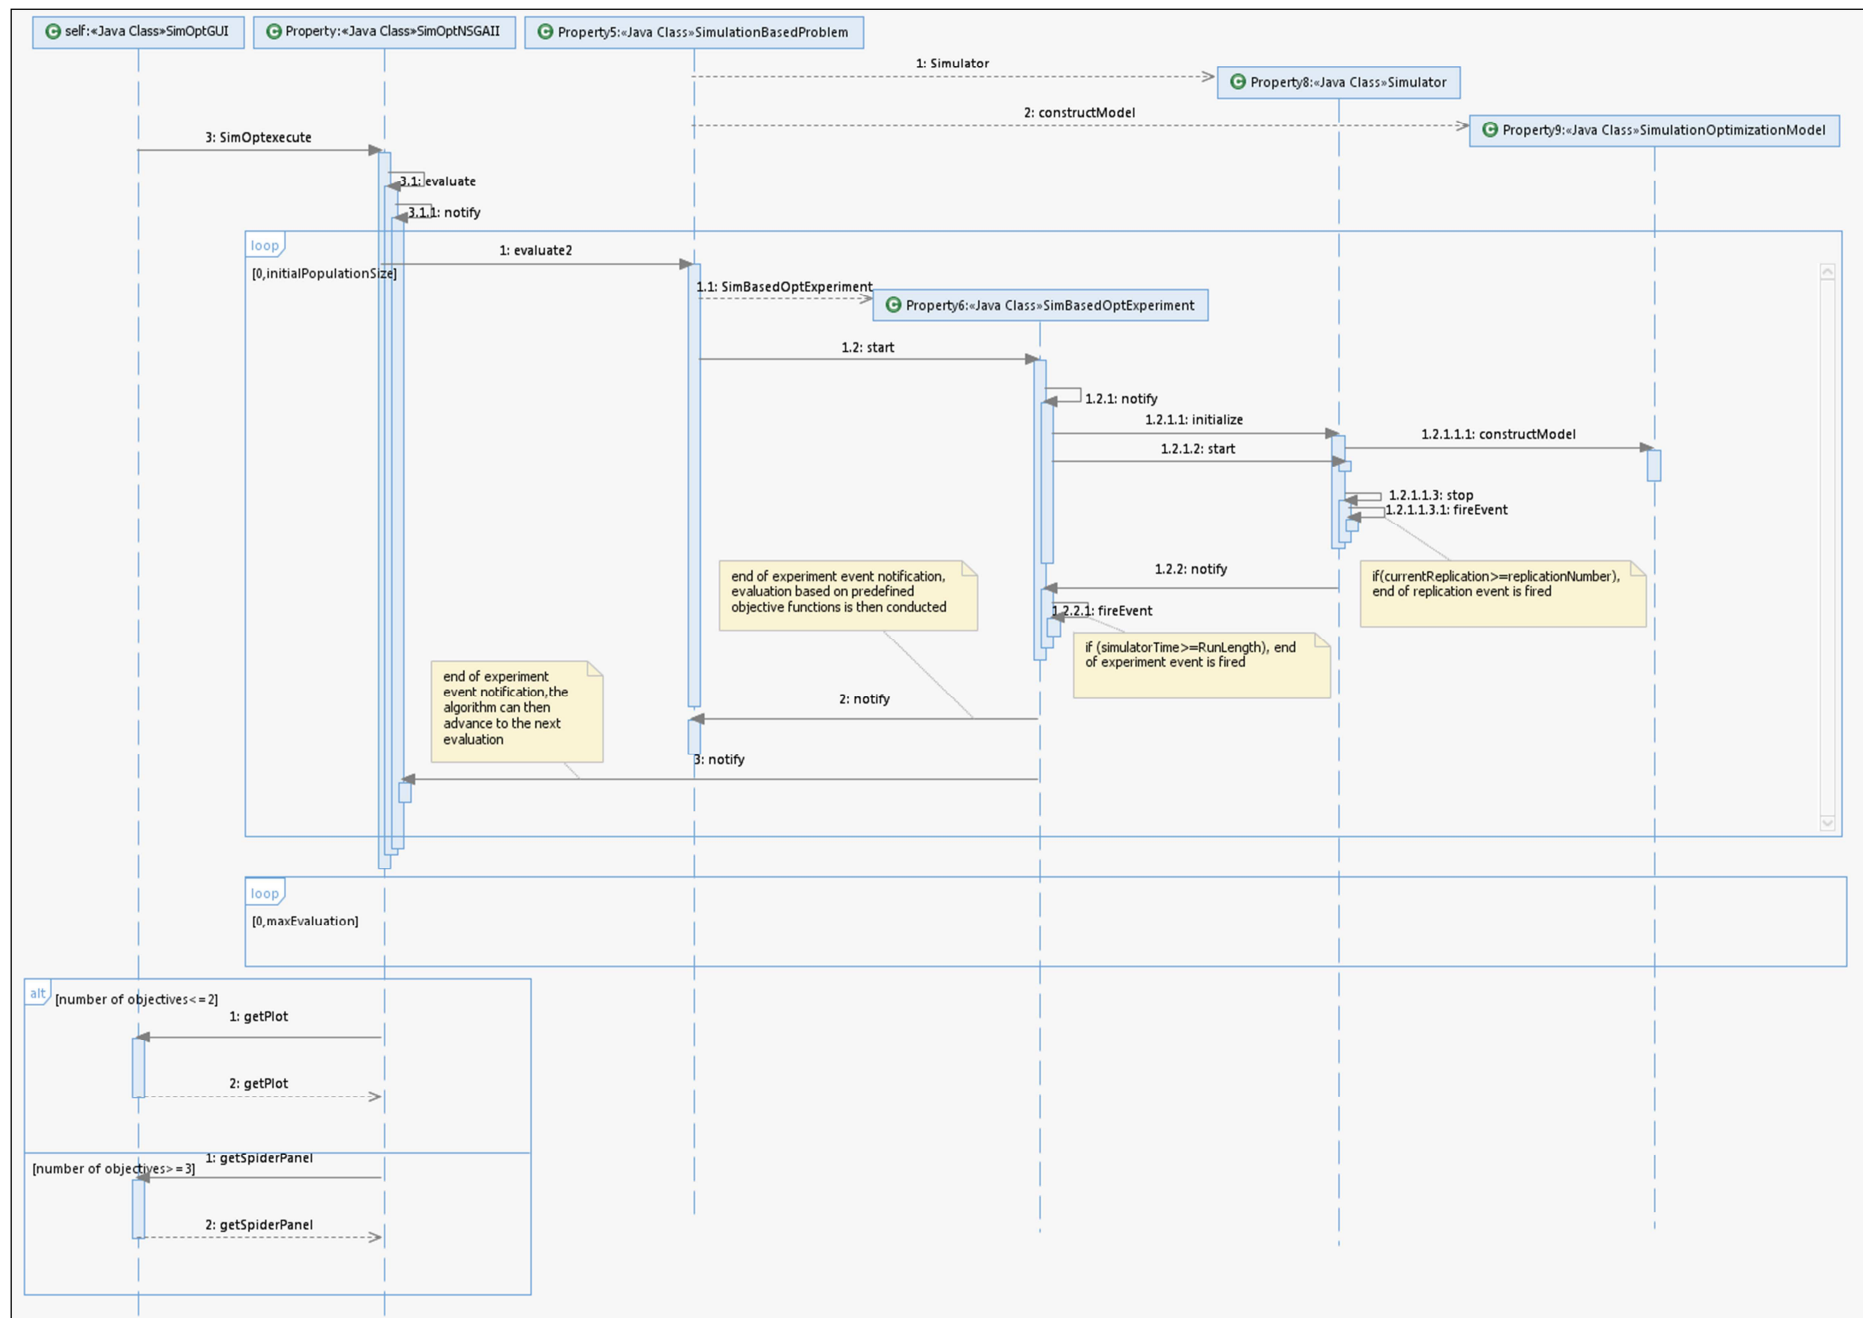 self:«Java Class»SimOptGUI
Property:«Java Class»SimOptNSGAII
Property5:«Java Class»SimulationBasedProblem
1: Simulator
Property8:«Java Class»Simulator
2: constructModel
Property9:«Java Class»SimulationOptimizationModel
3: SimOptexecute
3.1: evaluate
3.1.1: notify
loop
[0,initialPopulationSize]
1: evaluate2
1.1: SimBasedOptExperiment
Property6:«Java Class»SimBasedOptExperiment
1.2: start
1.2.1: notify
1.2.1.1: initialize
1.2.1.1.1: constructModel
1.2.1.2: start
1.2.1.1.3: stop
1.2.1.1.3.1: fireEvent
1.2.2: notify
if(currentReplication>=replicationNumber),
end of replication event is fired
end of experiment event notification,
evaluation based on predefined
objective functions is then conducted
1.2.2.1: fireEvent
if (simulatorTime>=RunLength), end
of experiment event is fired
end of experiment
event notification,the
algorithm can then
advance to the next
evaluation
2: notify
3: notify
loop
[0,maxEvaluation]
alt
[number of objectives<=2]
1: getPlot
2: getPlot
1: getSpiderPanel
[number of objectives>=3]
2: getSpiderPanel